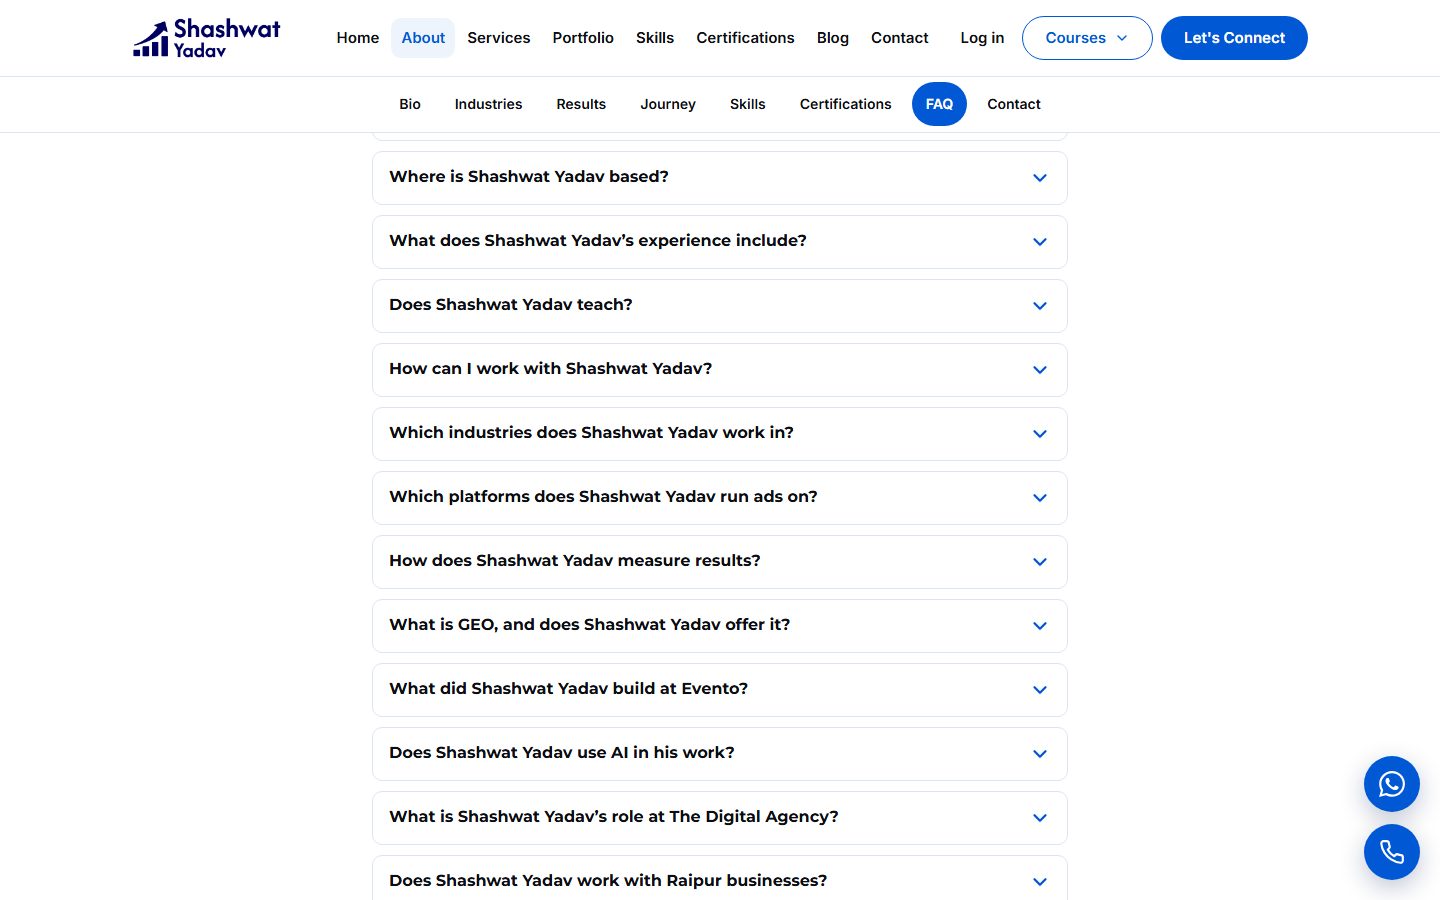 Shashwat
Yadav
Home About Services Portfolio Skills Certifications Blog Contact Log in Courses Let's Connect
Bio Industries Results Journey Skills Certifications FAQ Contact
Where is Shashwat Yadav based?
What does Shashwat Yadav’s experience include?
Does Shashwat Yadav teach?
How can I work with Shashwat Yadav?
Which industries does Shashwat Yadav work in?
Which platforms does Shashwat Yadav run ads on?
How does Shashwat Yadav measure results?
What is GEO, and does Shashwat Yadav offer it?
What did Shashwat Yadav build at Evento?
Does Shashwat Yadav use AI in his work?
What is Shashwat Yadav’s role at The Digital Agency?
Does Shashwat Yadav work with Raipur businesses?